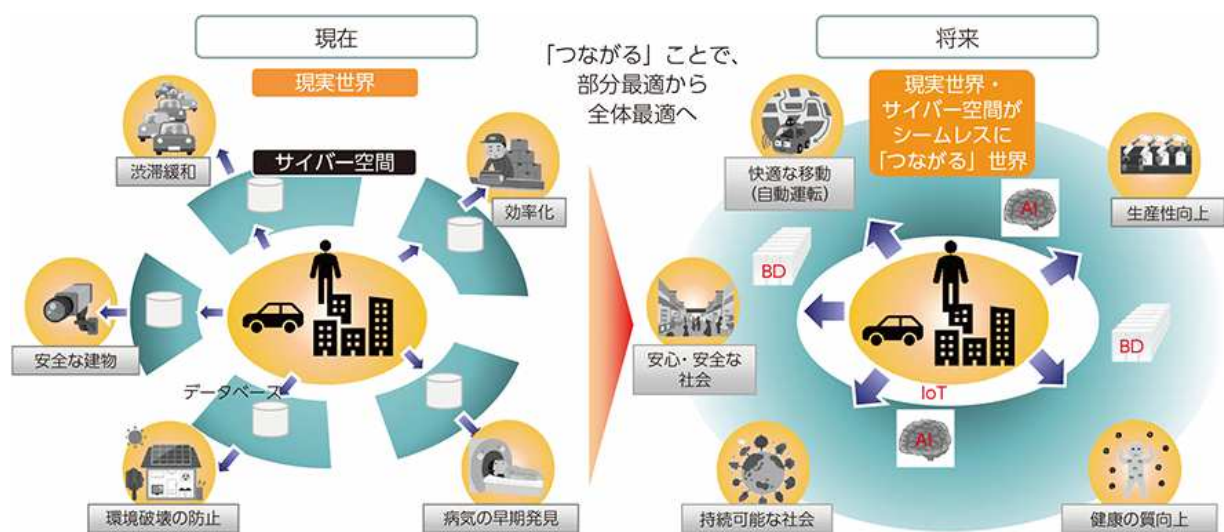 現在
現実世界
サイバー空間
渋滞緩和
効率化
安全な建物
データベース
環境破壊の防止
病気の早期発見
「つながる」ことで、
部分最適から
全体最適へ
将来
現実世界・
サイバー空間が
シームレスに
「つながる」世界
快適な移動
(自動運転)
AI
生産性向上
BD
BD
安心・安全な
社会
IoT
AI
持続可能な社会
健康の質向上